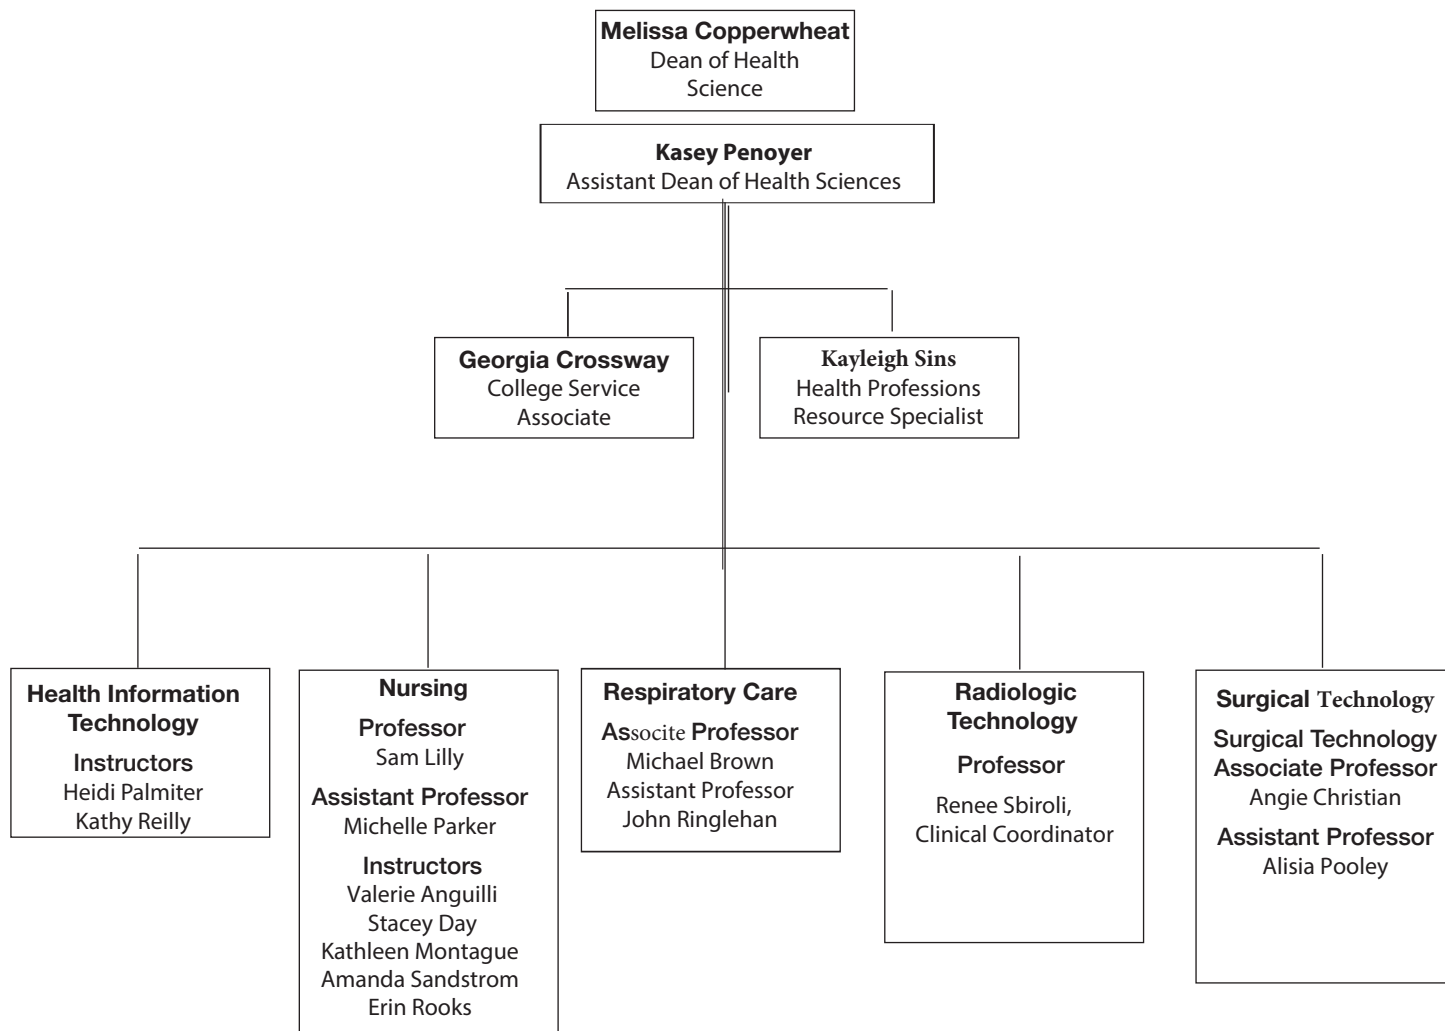 Melissa Copperwheat
Dean of Health
Science
Kasey Penoyer
Assistant Dean of Health Sciences
Georgia Crossway
College Service
Associate
Kayleigh Sins
Health Professions
Resource Specialist
Health Information
Technology
Instructors
Heidi Palmiter
Kathy Reilly
Nursing
Professor
Sam Lilly
Assistant Professor
Michelle Parker
Instructors
Valerie Anguilli
Stacey Day
Kathleen Montague
Amanda Sandstrom
Erin Rooks
Respiratory Care
Associte Professor
Michael Brown
Assistant Professor
John Ringlehan
Radiologic
Technology
Professor
Renee Sbiroli,
Clinical Coordinator
Surgical Technology
Surgical Technology
Associate Professor
Angie Christian
Assistant Professor
Alisia Pooley